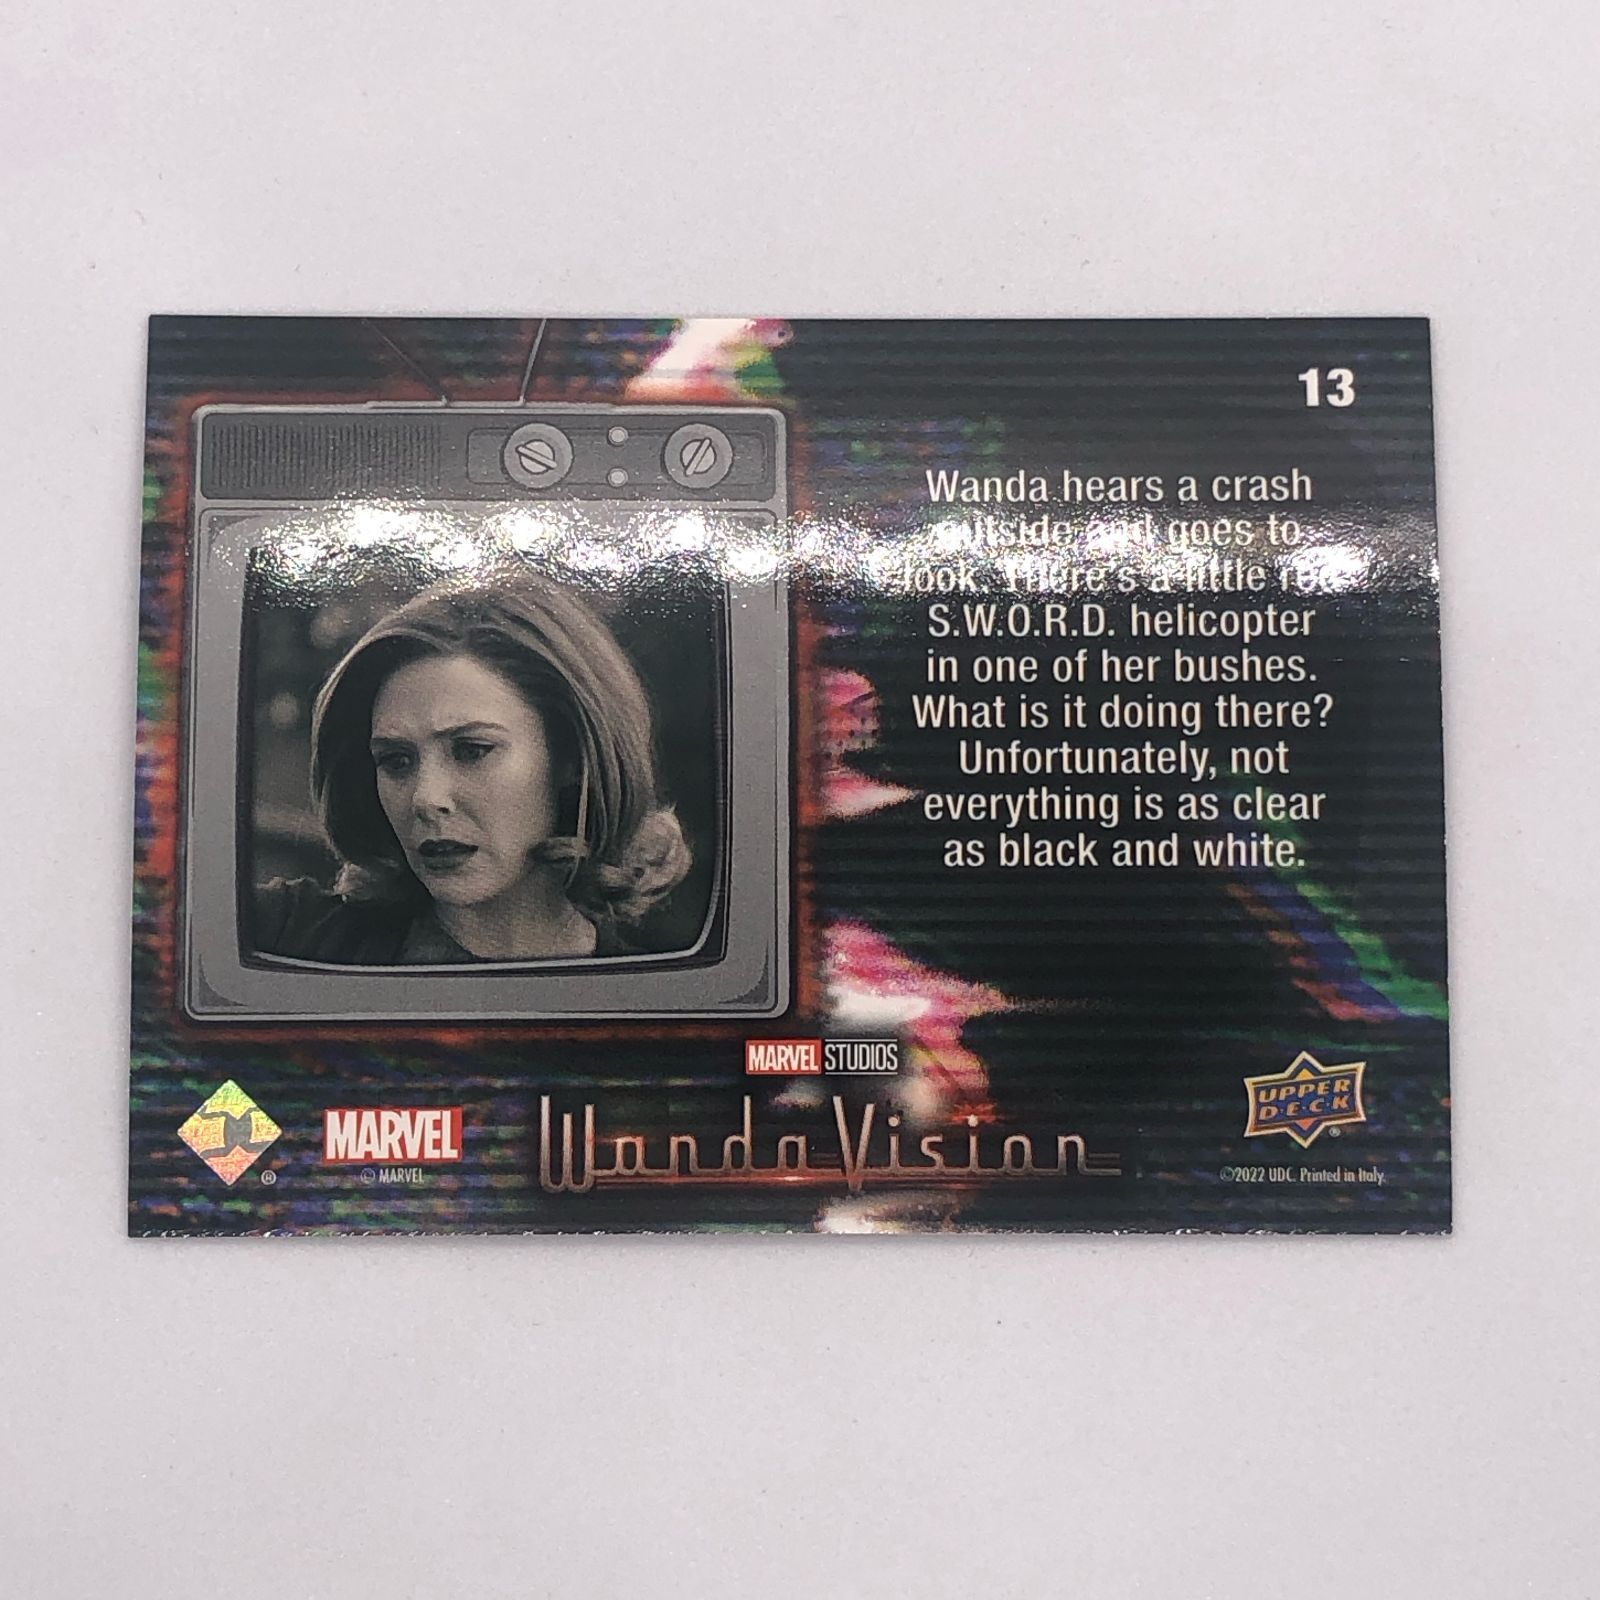 13
Wanda hears a crash
outside and goes to
look. There's a little red
S.W.O.R.D. helicopter
in one of her bushes.
What is it doing there?
Unfortunately, not
everything is as clear
as black and white.
MARVEL STUDIOS
WandaVision
®
MARVEL
© MARVEL
UPPER
D·E·C·K
®
©2022 UDC. Printed in Italy.